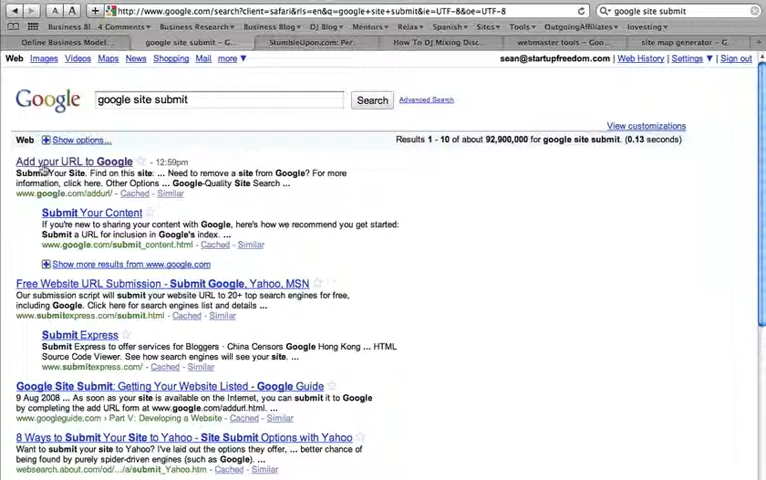 http://www.google.com/search?client=safari&rls=en&q=google+site+submit&ie=UTF-8&oe=UTF-8
google site submit
Business Bl... 4 Comments ▾ Business Research ▾ Business ▾ DJ Blog ▾ Mentors ▾ Relax ▾ Spanish ▾ Sites ▾ Tools ▾ OutgoingAffiliates ▾ Investing ▾
Online Business Model... google site submit – G... StumbleUpon.com: Per... How To DJ Mixing Disc... webmaster tools – Goo... site map generator – G...
Web Images Videos Maps News Shopping Mail more ▼ sean@startupfreedom.com | Web History | Settings ▼ | Sign out
Google google site submit Search Advanced Search
View customizations
Web Show options... Results 1 - 10 of about 92,900,000 for google site submit. (0.13 seconds)
Add your URL to Google - 12:59pm
Submit Your Site. Find on this site: ... Need to remove a site from Google? For more
information, click here. Other Options ... Google-Quality Site Search ...
www.google.com/addurl/ - Cached - Similar
Submit Your Content
If you're new to sharing your content with Google, here's how we recommend you get started:
Submit a URL for inclusion in Google's index. ...
www.google.com/submit_content.html - Cached - Similar
Show more results from www.google.com
Free Website URL Submission - Submit Google, Yahoo, MSN
Our submission script will submit your website URL to 20+ top search engines for free,
including Google. Click here for search engines list and details ...
www.submitexpress.com/submit.html - Cached - Similar
Submit Express
Submit Express to offer services for Bloggers · China Censors Google Hong Kong ... HTML
Source Code Viewer. See how search engines will see your site. ...
www.submitexpress.com/ - Cached - Similar
Google Site Submit: Getting Your Website Listed - Google Guide
9 Aug 2008 ... As soon as your site is available on the Internet, you can submit it to Google
by completing the add URL form at www.google.com/addurl.html. ...
www.googleguide.com › Part V: Developing a Website - Cached - Similar
8 Ways to Submit Your Site to Yahoo - Site Submit Options with Yahoo
Want to submit your site to Yahoo? I've laid out the options they offer, ... better chance of
being found by purely spider-driven engines (such as Google). ...
websearch.about.com/od/.../a/submit_Yahoo.htm - Cached - Similar